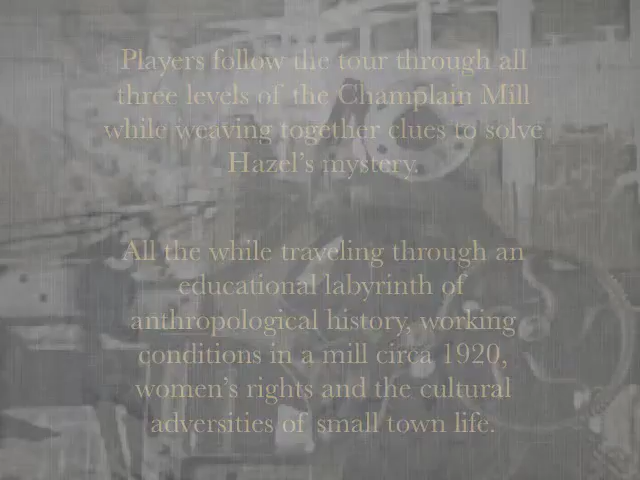 Players follow the tour through all
three levels of the Champlain Mill
while weaving together clues to solve
Hazel's mystery.
All the while traveling through an
educational labyrinth of
anthropological history, working
conditions in a mill circa 1920,
women's rights and the cultural
adversities of small town life.